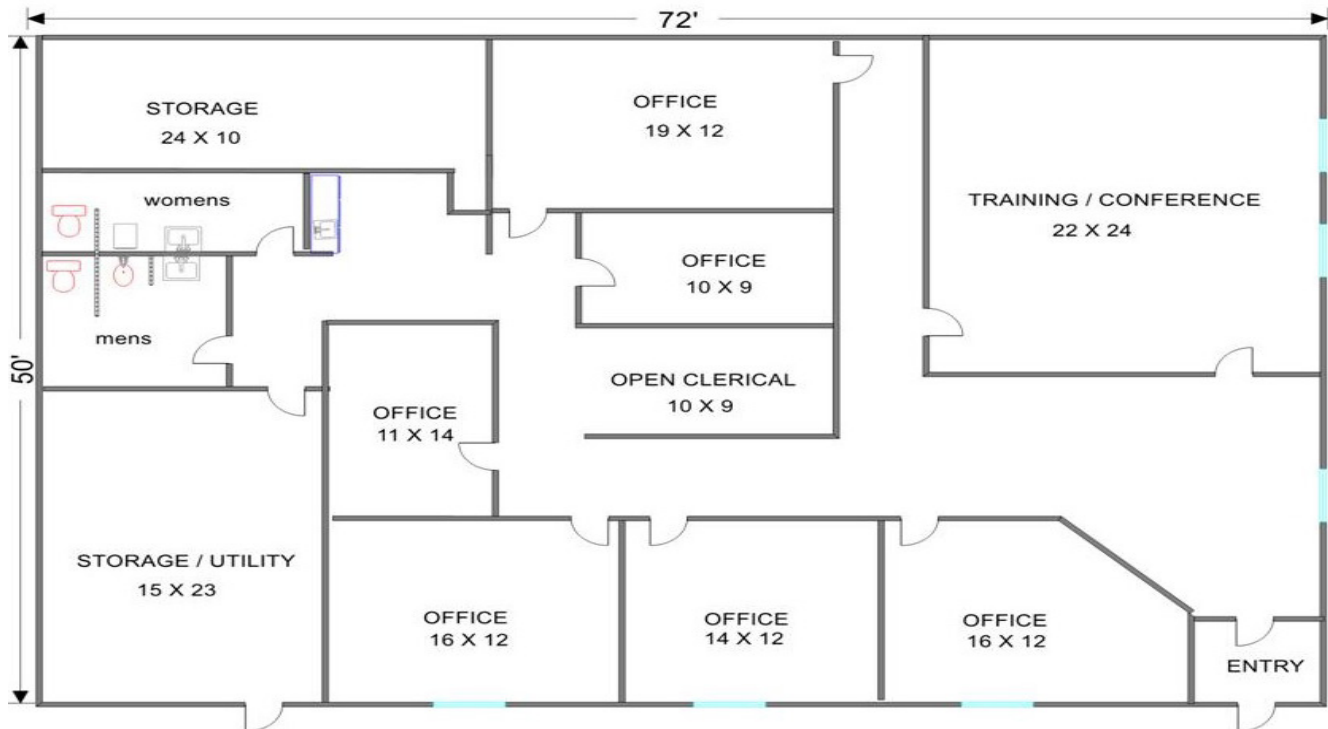 72'
STORAGE
24 X 10
OFFICE
19 X 12
womens
TRAINING / CONFERENCE
22 X 24
OFFICE
10 X 9
mens
50'
OPEN CLERICAL
10 X 9
OFFICE
11 X 14
STORAGE / UTILITY
15 X 23
OFFICE
16 X 12
OFFICE
14 X 12
OFFICE
16 X 12
ENTRY